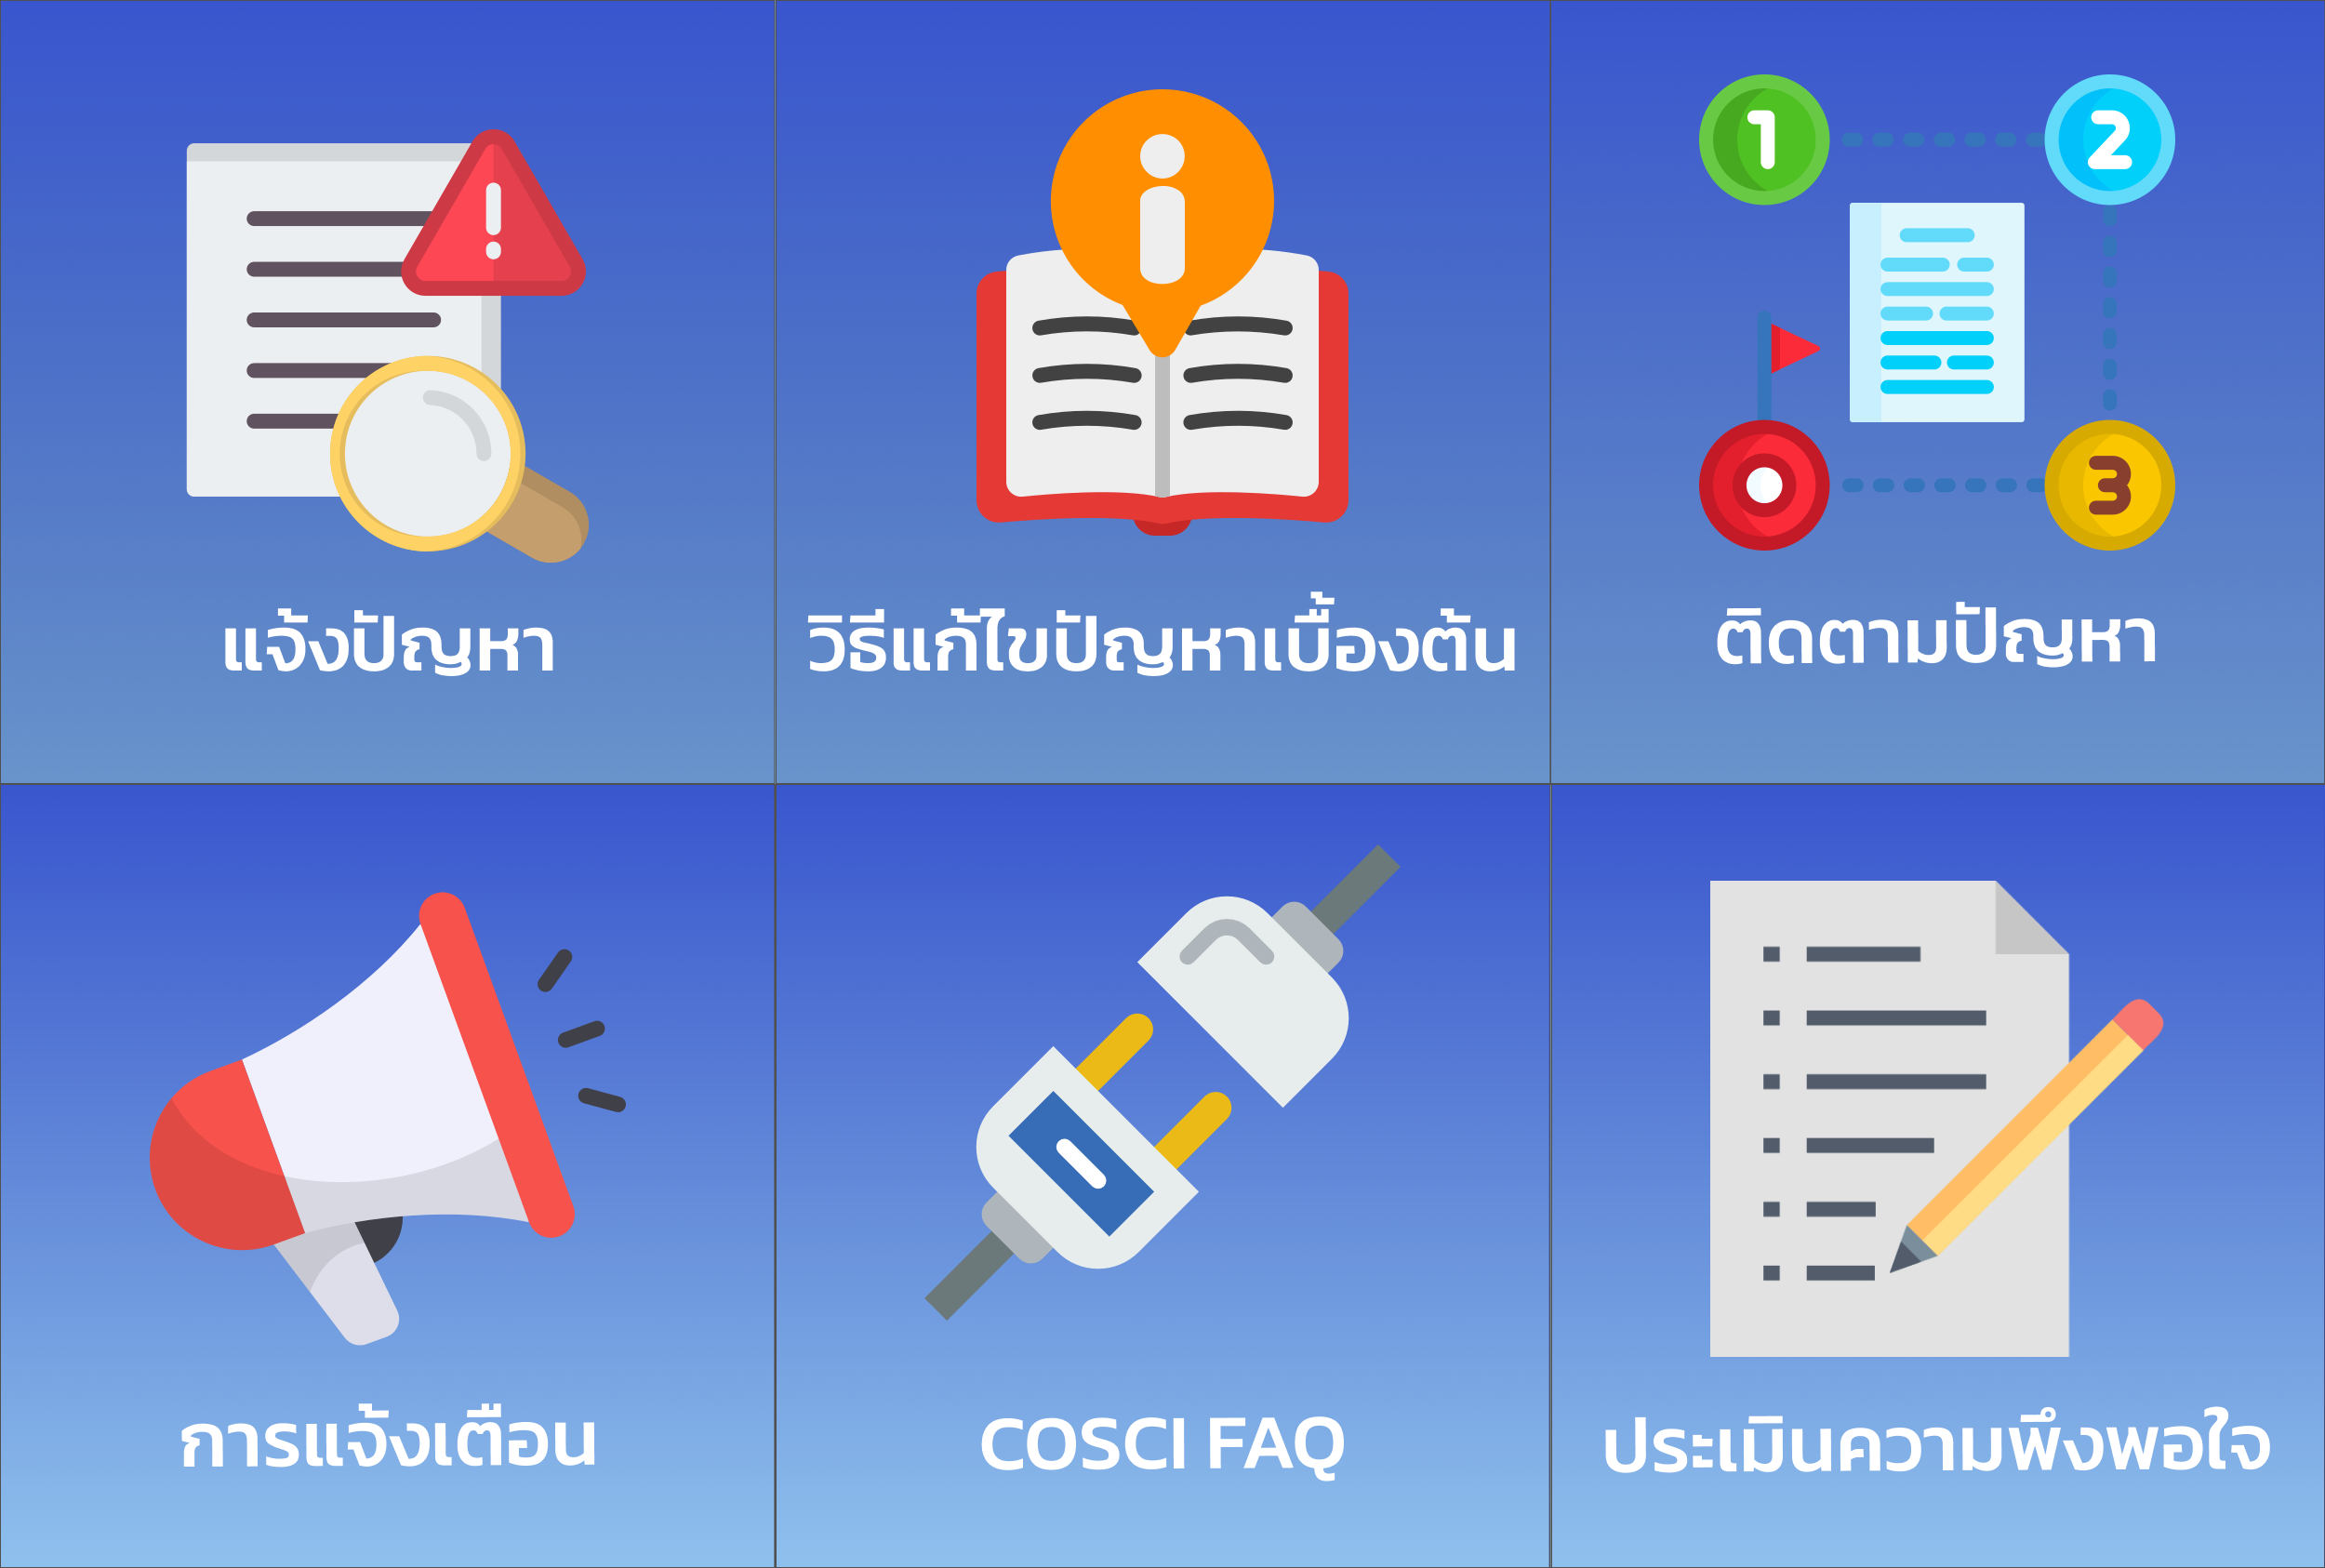 1
2
3
แจ้งปัญหา
วิธีแก้ไขปัญหาเบื้องต้น
ติดตามปัญหา
การแจ้งเตือน
COSCI FAQ
ประเมินความพึงพอใจ